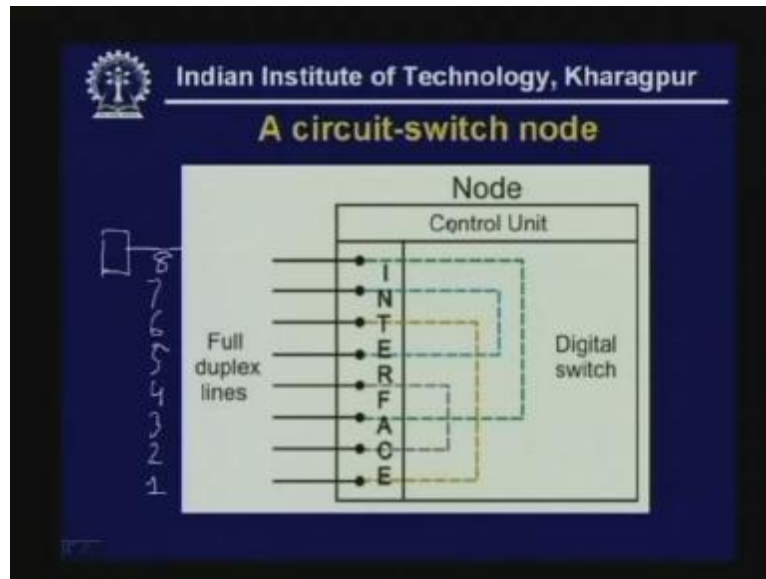 Indian Institute of Technology, Kharagpur
A circuit-switch node
Node
Control Unit
INTERFACE
Full
duplex
lines
Digital
switch
8
7
6
5
4
3
2
1